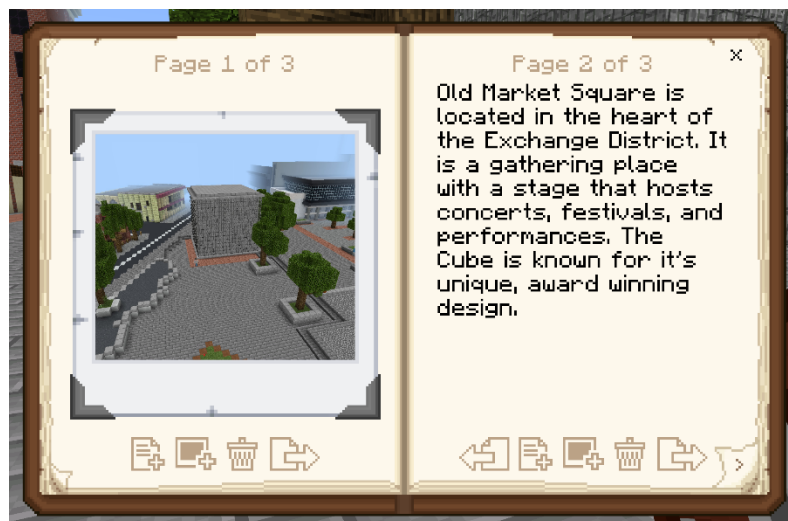 Page 1 of 3
Page 2 of 3
x
Old Market Square is
located in the heart of
the Exchange District. It
is a gathering place
with a stage that hosts
concerts, festivals, and
performances. The
Cube is known for it's
unique, award winning
design.